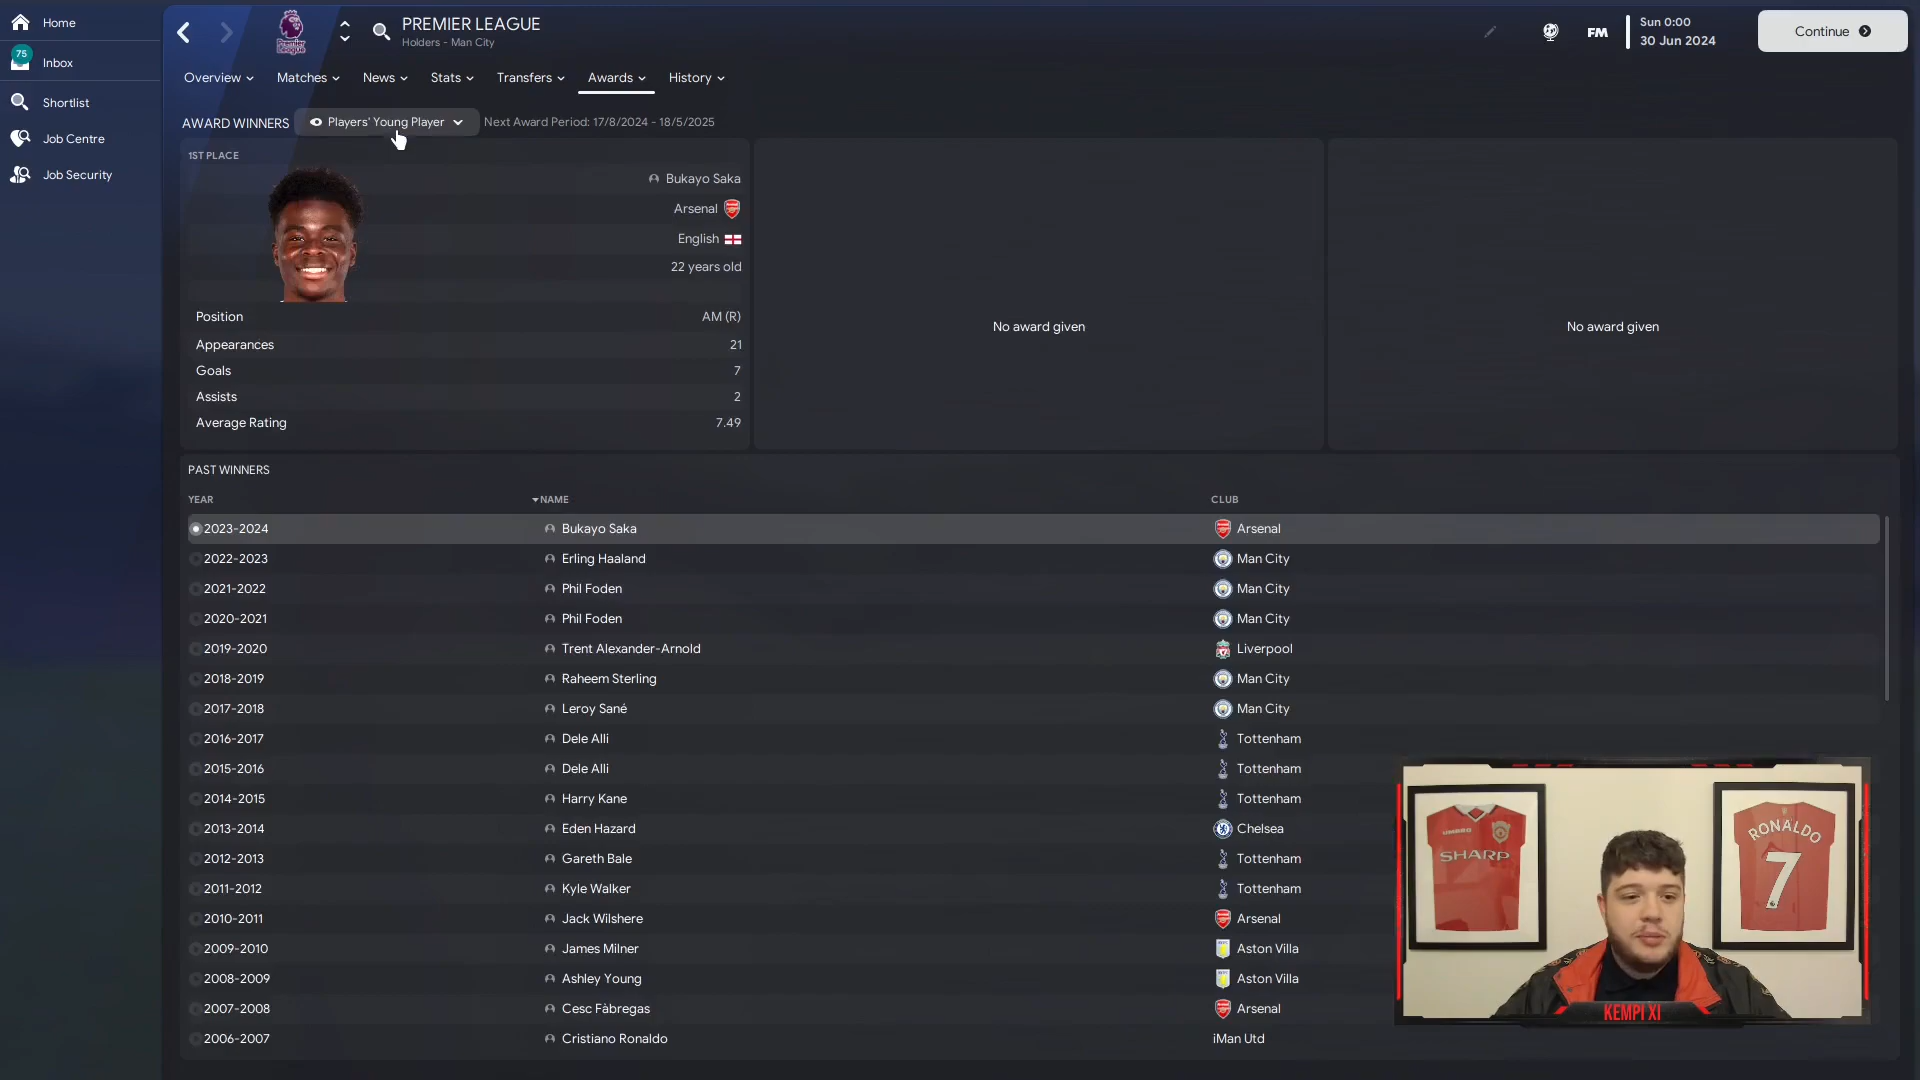 Home
75
Inbox
Shortlist
Job Centre
Job Security
PREMIER LEAGUE
Holders - Man City
FM
Sun 0:00
30 Jun 2024
Continue
Overview Matches News Stats Transfers Awards History
AWARD WINNERS Players' Young Player Next Award Period: 17/8/2024 - 18/5/2025
1ST PLACE
Bukayo Saka
Arsenal
English
22 years old
Position AM (R)
Appearances 21
Goals 7
Assists 2
Average Rating 7.49
No award given
No award given
PAST WINNERS
YEAR NAME CLUB
2023-2024 Bukayo Saka Arsenal
2022-2023 Erling Haaland Man City
2021-2022 Phil Foden Man City
2020-2021 Phil Foden Man City
2019-2020 Trent Alexander-Arnold Liverpool
2018-2019 Raheem Sterling Man City
2017-2018 Leroy Sané Man City
2016-2017 Dele Alli Tottenham
2015-2016 Dele Alli Tottenham
2014-2015 Harry Kane Tottenham
2013-2014 Eden Hazard Chelsea
2012-2013 Gareth Bale Tottenham
2011-2012 Kyle Walker Tottenham
2010-2011 Jack Wilshere Arsenal
2009-2010 James Milner Aston Villa
2008-2009 Ashley Young Aston Villa
2007-2008 Cesc Fàbregas Arsenal
2006-2007 Cristiano Ronaldo iMan Utd
UMBRO
SHARP
RONALDO
7
KEMPI XI